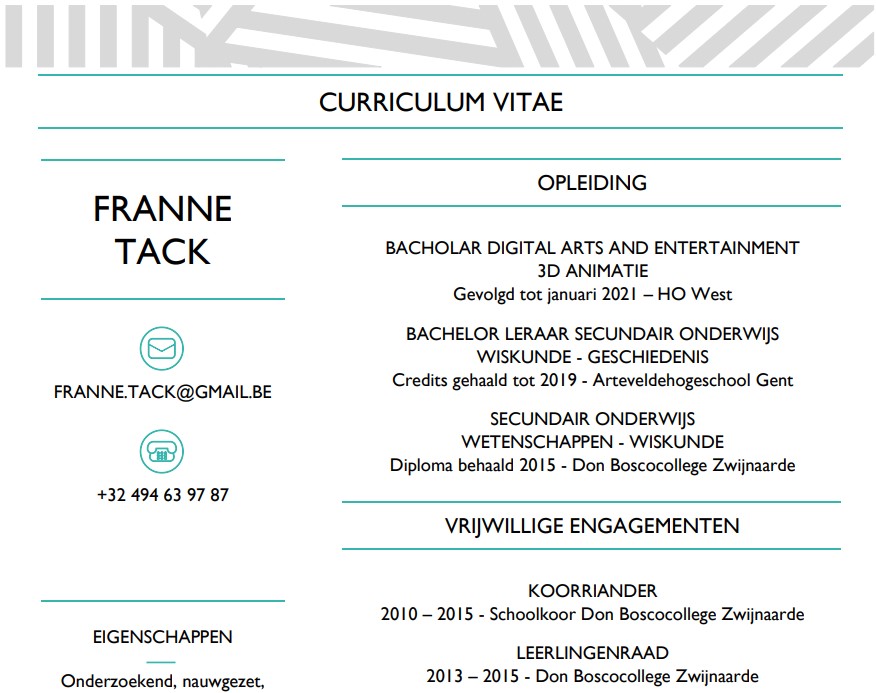 CURRICULUM VITAE
FRANNE
TACK
FRANNE.TACK@GMAIL.BE
+32 494 63 97 87
EIGENSCHAPPEN
Onderzoekend, nauwgezet,
OPLEIDING
BACHOLAR DIGITAL ARTS AND ENTERTAINMENT
3D ANIMATIE
Gevolgd tot januari 2021 – HO West
BACHELOR LERAAR SECUNDAIR ONDERWIJS
WISKUNDE - GESCHIEDENIS
Credits gehaald tot 2019 - Arteveldehogeschool Gent
SECUNDAIR ONDERWIJS
WETENSCHAPPEN - WISKUNDE
Diploma behaald 2015 - Don Boscocollege Zwijnaarde
VRIJWILLIGE ENGAGEMENTEN
KOORRIANDER
2010 – 2015 - Schoolkoor Don Boscocollege Zwijnaarde
LEERLINGENRAAD
2013 – 2015 - Don Boscocollege Zwijnaarde